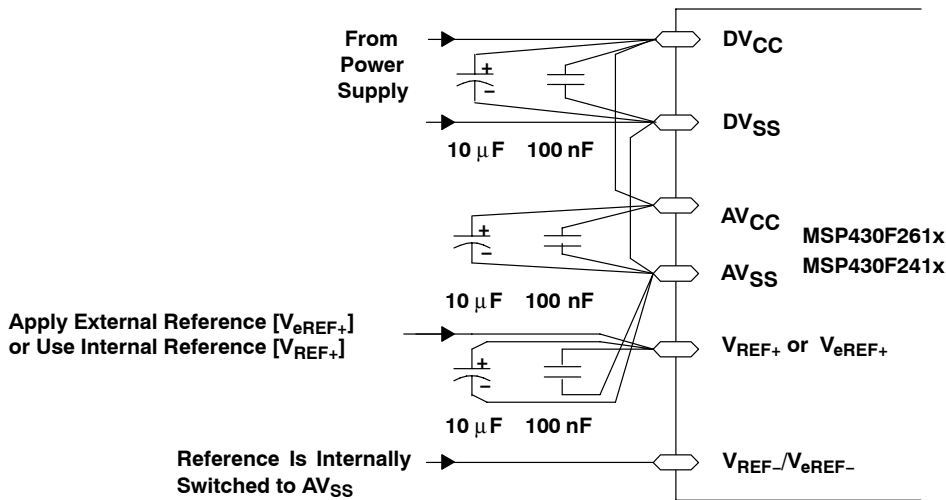 From
Power
Supply
DVCC
+
−
DVSS
10 μF 100 nF
AVCC
MSP430F261x
MSP430F241x
+
−
AVSS
10 μF 100 nF
Apply External Reference [VeREF+]
or Use Internal Reference [VREF+]
VREF+ or VeREF+
+
−
10 μF 100 nF
Reference Is Internally
Switched to AVSS
VREF−/VeREF−